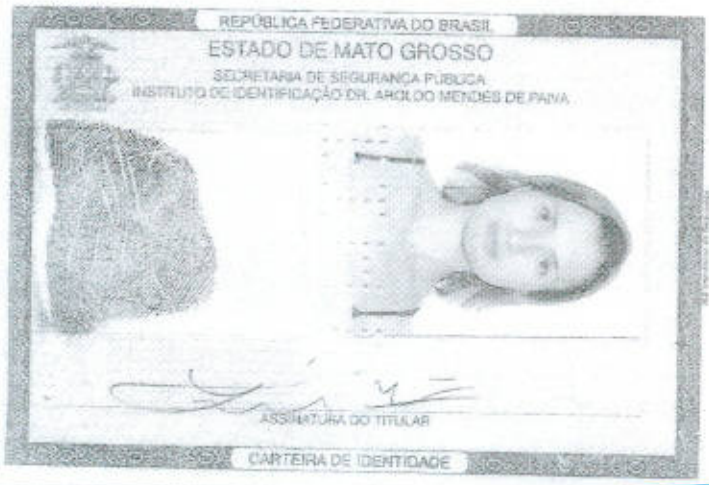 REPÚBLICA FEDERATIVA DO BRASIL
ESTADO DE MATO GROSSO
SECRETARIA DE SEGURANÇA PÚBLICA
INSTITUTO DE IDENTIFICAÇÃO DR. AROLDO MENDES DE PAIVA
ASSINATURA DO TITULAR
CARTEIRA DE IDENTIDADE